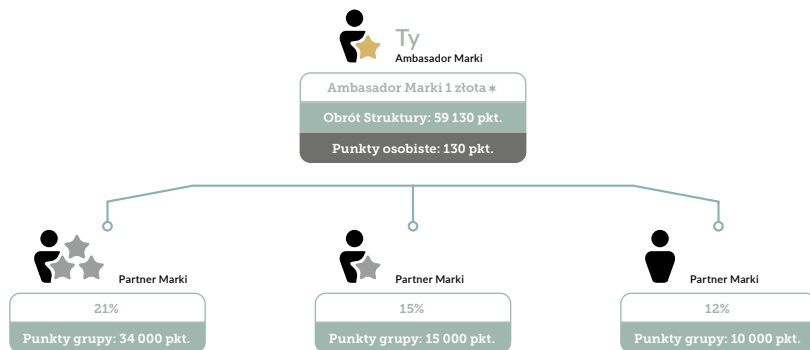 Ty
Ambasador Marki
Ambasador Marki 1 złota ★
Obrót Struktury: 59 130 pkt.
Punkty osobiste: 130 pkt.
Partner Marki
Partner Marki
Partner Marki
21%
15%
12%
Punkty grupy: 34 000 pkt.
Punkty grupy: 15 000 pkt.
Punkty grupy: 10 000 pkt.